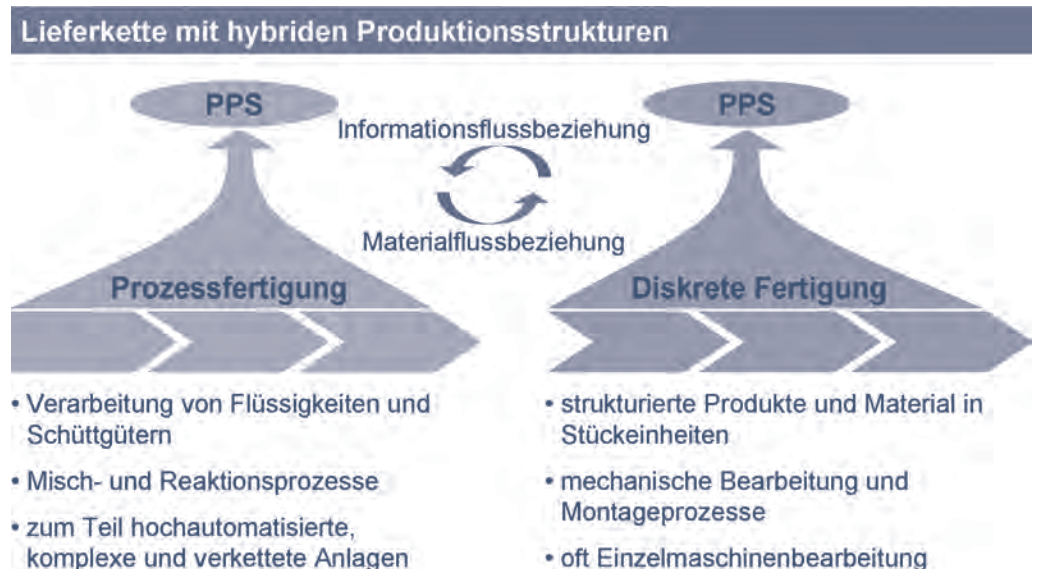 Lieferkette mit hybriden Produktionsstrukturen
PPS
PPS
Informationsflussbeziehung
Materialflussbeziehung
Prozessfertigung
Diskrete Fertigung
• Verarbeitung von Flüssigkeiten und
Schüttgütern
• Misch- und Reaktionsprozesse
• zum Teil hochautomatisierte,
komplexe und verkettete Anlagen
• strukturierte Produkte und Material in
Stückeinheiten
• mechanische Bearbeitung und
Montageprozesse
• oft Einzelmaschinenbearbeitung